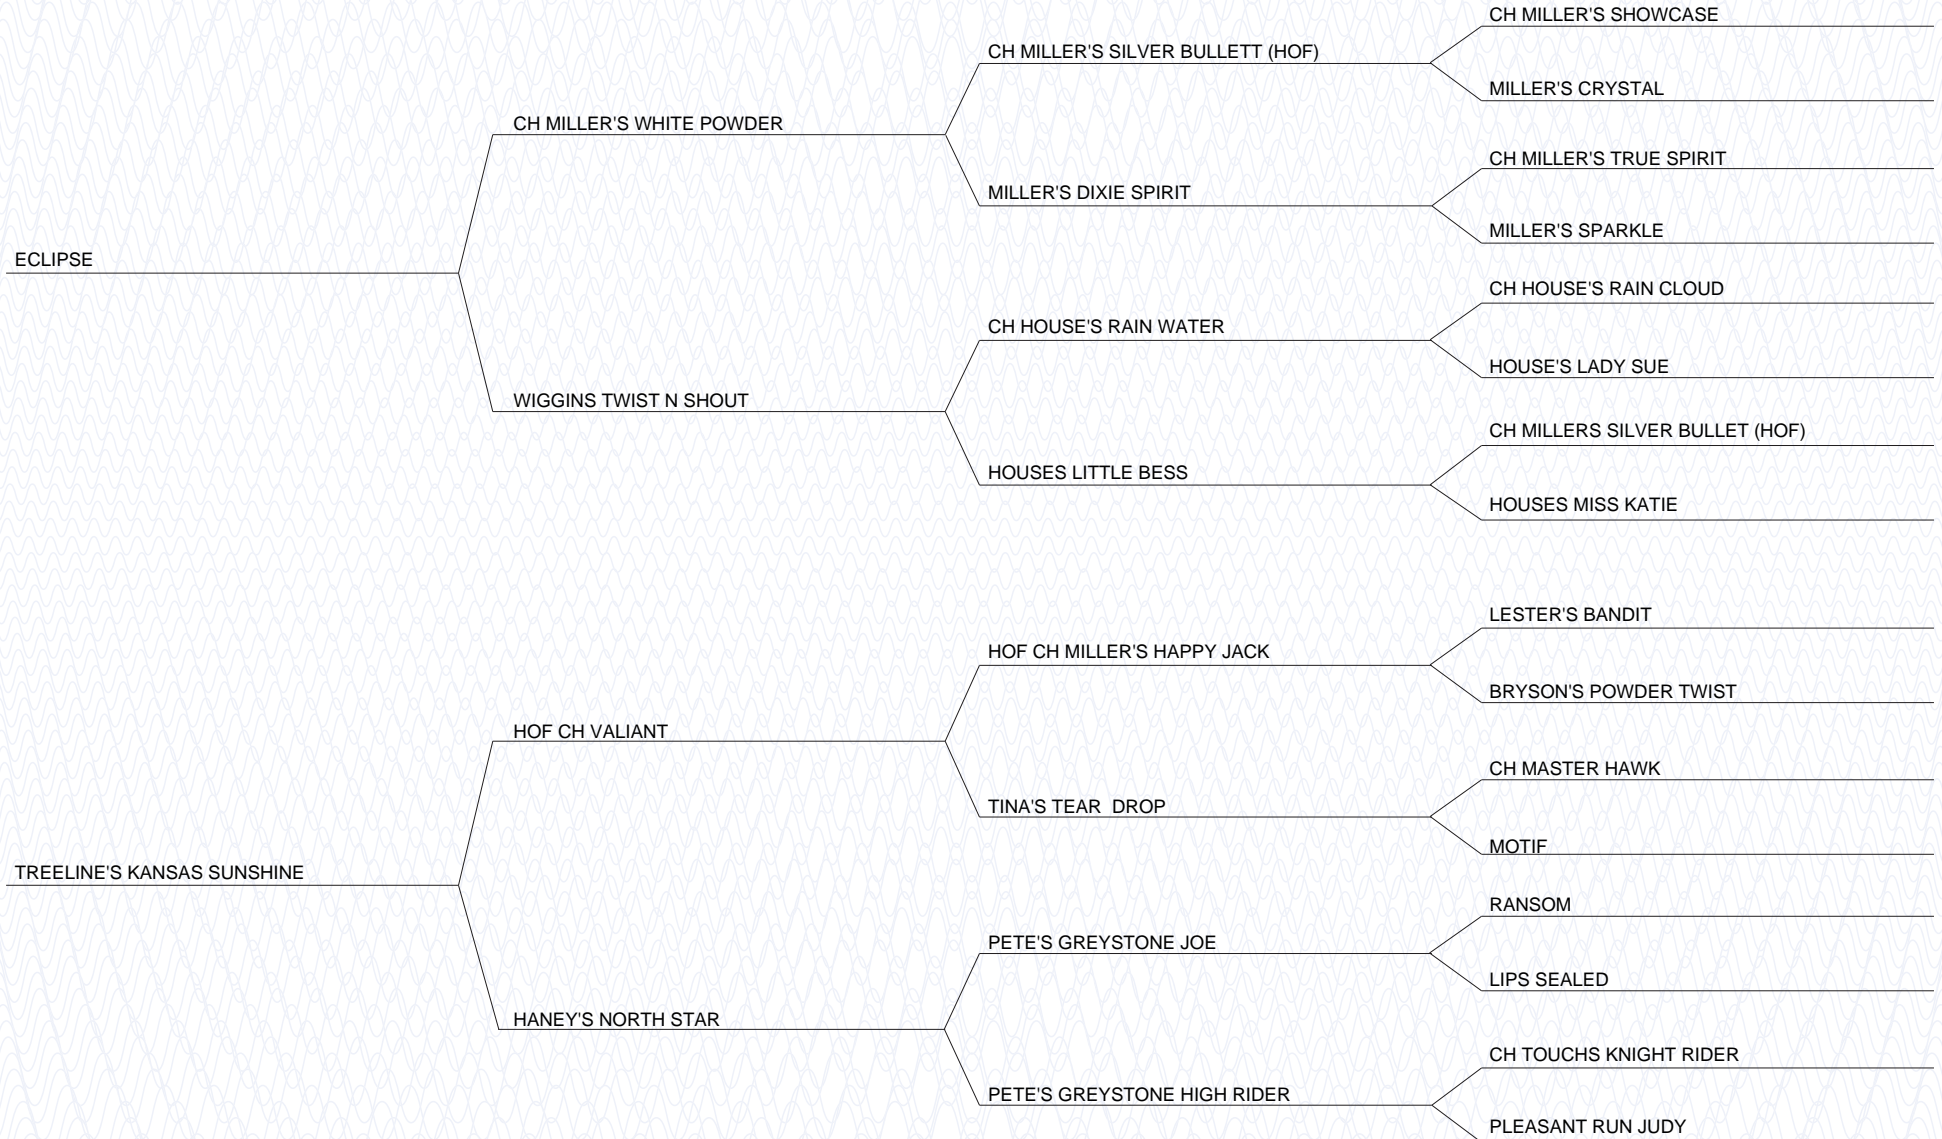 CH MILLER'S SHOWCASE
CH MILLER'S SILVER BULLETT (HOF)
MILLER'S CRYSTAL
CH MILLER'S WHITE POWDER
CH MILLER'S TRUE SPIRIT
MILLER'S DIXIE SPIRIT
MILLER'S SPARKLE
ECLIPSE
CH HOUSE'S RAIN CLOUD
CH HOUSE'S RAIN WATER
HOUSE'S LADY SUE
WIGGINS TWIST N SHOUT
CH MILLERS SILVER BULLET (HOF)
HOUSES LITTLE BESS
HOUSES MISS KATIE
LESTER'S BANDIT
HOF CH MILLER'S HAPPY JACK
BRYSON'S POWDER TWIST
HOF CH VALIANT
CH MASTER HAWK
TINA'S TEAR  DROP
MOTIF
TREELINE'S KANSAS SUNSHINE
RANSOM
PETE'S GREYSTONE JOE
LIPS SEALED
HANEY'S NORTH STAR
CH TOUCHS KNIGHT RIDER
PETE'S GREYSTONE HIGH RIDER
PLEASANT RUN JUDY